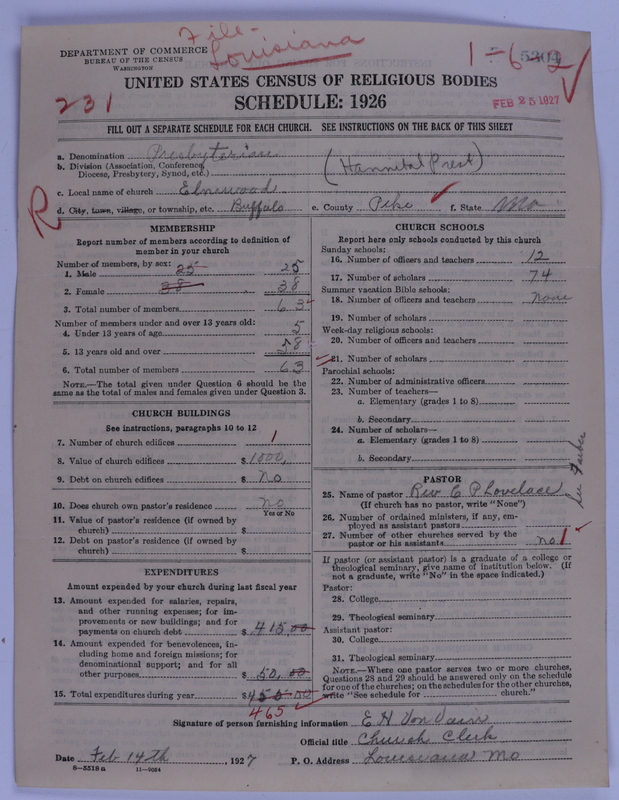 File-
Louisiana
1-6-2
DEPARTMENT OF COMMERCE
BUREAU OF THE CENSUS
WASHINGTON
UNITED STATES CENSUS OF RELIGIOUS BODIES
231
SCHEDULE: 1926
FEB 25 1927
FILL OUT A SEPARATE SCHEDULE FOR EACH CHURCH. SEE INSTRUCTIONS ON THE BACK OF THIS SHEET
a. Denomination Presbyterian
b. Division (Association, Conference, Diocese, Presbytery, Synod, etc.) (Hannibal Prest)
c. Local name of church Elmwood
R
d. City, town, village, or township, etc. Buffalo e. County Pike f. State Mo
MEMBERSHIP
Report number of members according to definition of member in your church
Number of members, by sex:
1. Male 25 25
2. Female 38 38
3. Total number of members 63
Number of members under and over 13 years old:
4. Under 13 years of age 5
5. 13 years old and over 58
6. Total number of members 63
NOTE.—The total given under Question 6 should be the same as the total of males and females given under Question 3.
CHURCH BUILDINGS
See instructions, paragraphs 10 to 12
7. Number of church edifices 1
8. Value of church edifices $1000.
9. Debt on church edifices $ No
10. Does church own pastor's residence no
Yes or No
11. Value of pastor's residence (if owned by church) $
12. Debt on pastor's residence (if owned by church) $
EXPENDITURES
Amount expended by your church during last fiscal year
13. Amount expended for salaries, repairs, and other running expenses; for improvements or new buildings; and for payments on church debt $415.00
14. Amount expended for benevolences, including home and foreign missions; for denominational support; and for all other purposes $50.00
15. Total expenditures during year $455.00
465
CHURCH SCHOOLS
Report here only schools conducted by this church
Sunday schools:
16. Number of officers and teachers 12
17. Number of scholars 74
Summer vacation Bible schools:
18. Number of officers and teachers none
19. Number of scholars
Week-day religious schools:
20. Number of officers and teachers
21. Number of scholars
Parochial schools:
22. Number of administrative officers
23. Number of teachers—
a. Elementary (grades 1 to 8)
b. Secondary
24. Number of scholars—
a. Elementary (grades 1 to 8)
b. Secondary
PASTOR
25. Name of pastor Rev E P Lovelace
(If church has no pastor, write "None")
26. Number of ordained ministers, if any, employed as assistant pastors
27. Number of other churches served by the pastor or his assistants no 1
If pastor (or assistant pastor) is a graduate of a college or theological seminary, give name of institution below. (If not a graduate, write "No" in the space indicated.)
Pastor:
28. College
29. Theological seminary
Assistant pastor:
30. College
31. Theological seminary
NOTE.—Where one pastor serves two or more churches, Questions 28 and 29 should be answered only on the schedule for one of the churches; on the schedules for the other churches, write "See schedule for church."
Signature of person furnishing information E H
Official title Church Clerk
Date Feb 14th, 1927 P. O. Address Louisiana Mo
8-5518a 11-9084